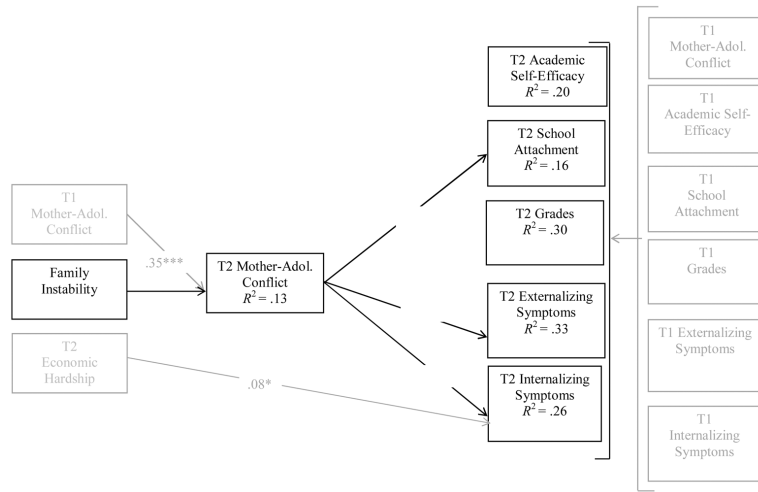 T1
Mother-Adol.
Conflict
.35***
Family
Instability
T2
Economic
Hardship
.08*
T2 Mother-Adol.
Conflict
R² = .13
T2 Academic
Self-Efficacy
R² = .20
T2 School
Attachment
R² = .16
T2 Grades
R² = .30
T2 Externalizing
Symptoms
R² = .33
T2 Internalizing
Symptoms
R² = .26
T1
Mother-Adol.
Conflict
T1
Academic Self-
Efficacy
T1
School
Attachment
T1
Grades
T1 Externalizing
Symptoms
T1
Internalizing
Symptoms